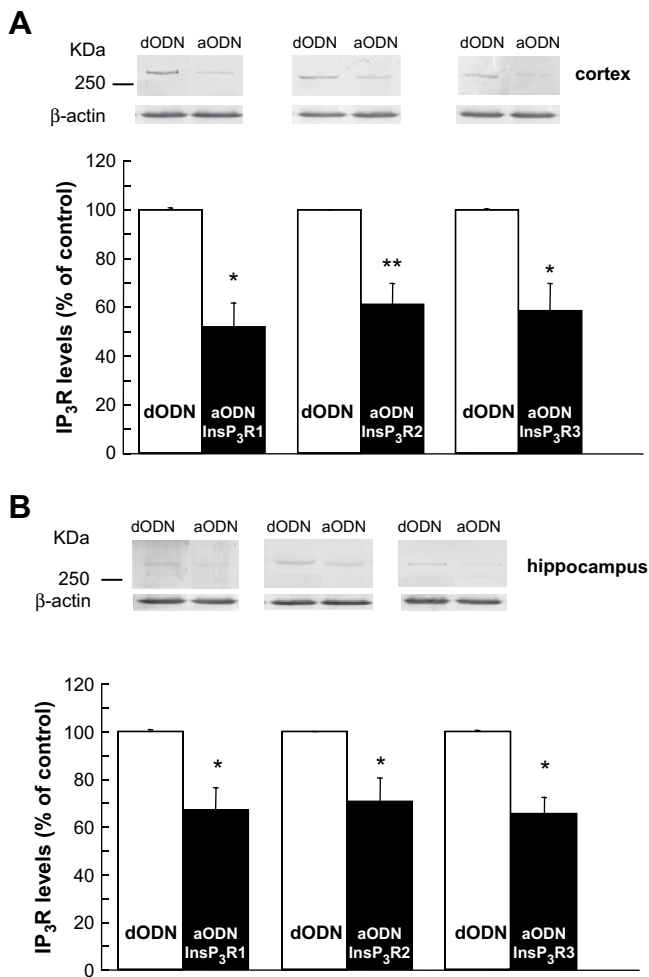 A
KDa
dODN aODN dODN aODN dODN aODN
250
cortex
β-actin
IP₃R levels (% of control)
120
100
80
60
40
20
0
* ** *
dODN aODN InsP₃R1 dODN aODN InsP₃R2 dODN aODN InsP₃R3
B
KDa
dODN aODN dODN aODN dODN aODN
250
hippocampus
β-actin
IP₃R levels (% of control)
120
100
80
60
40
20
0
* * *
dODN aODN InsP₃R1 dODN aODN InsP₃R2 dODN aODN InsP₃R3